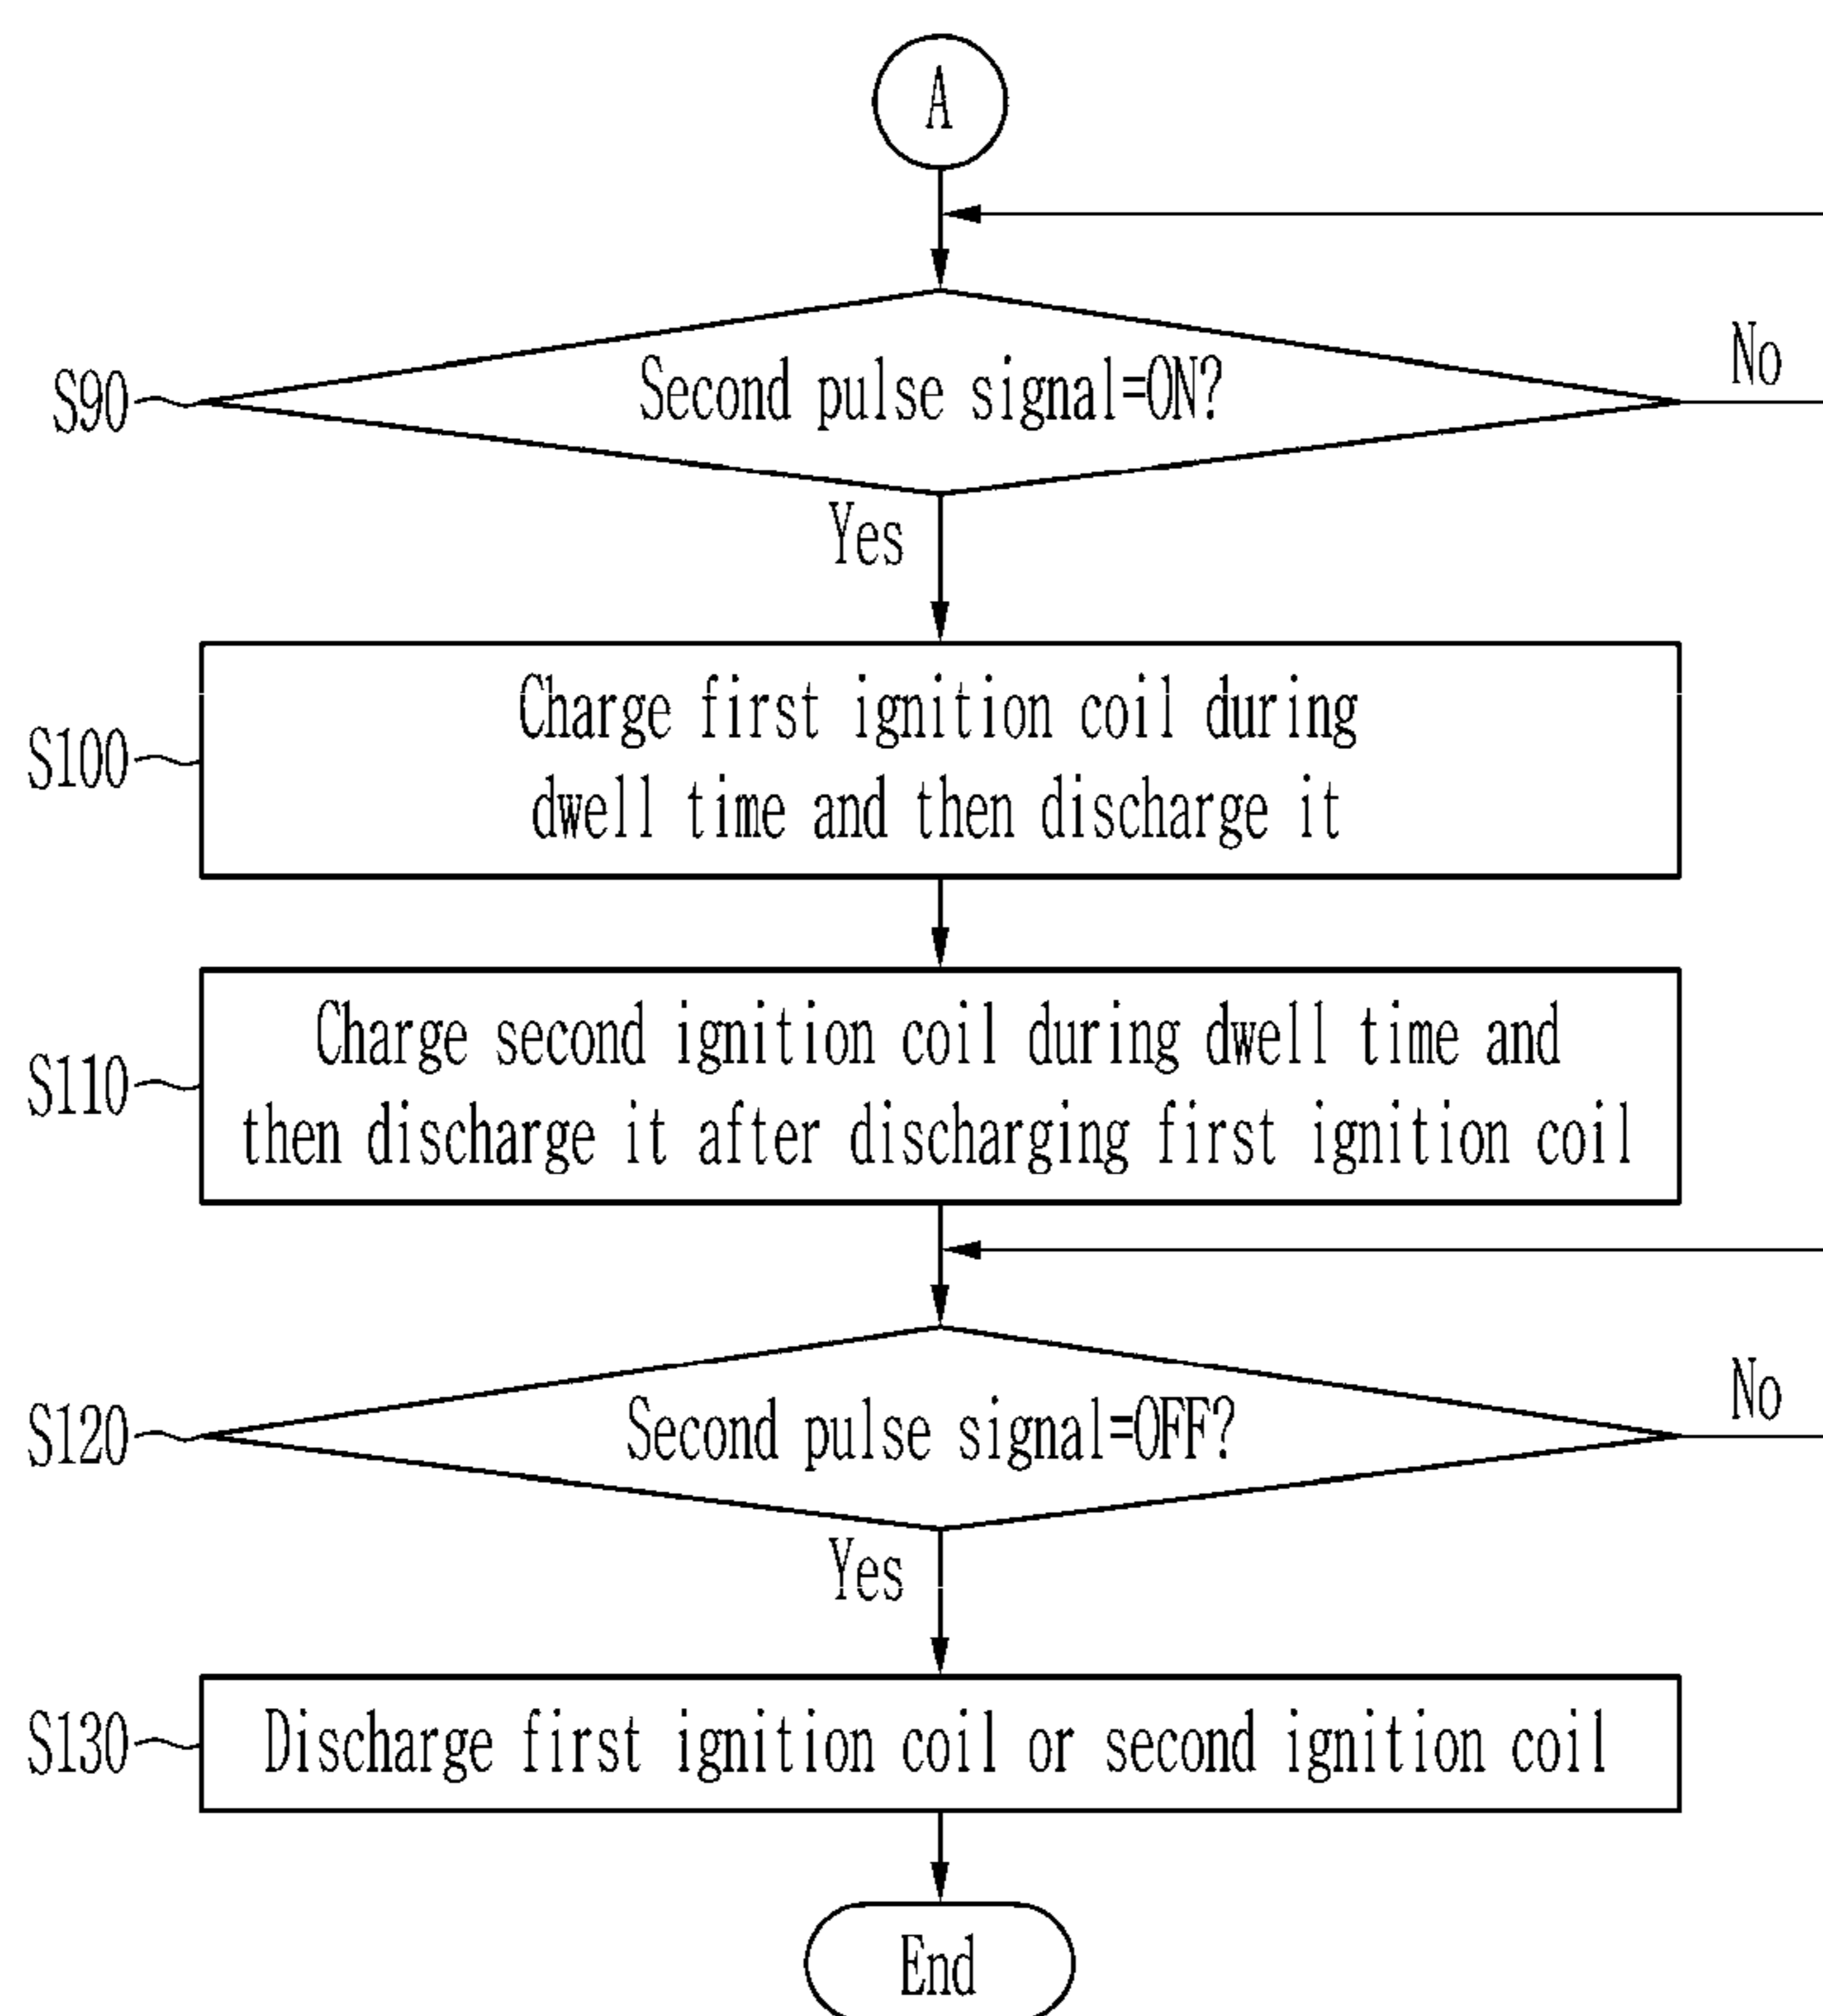 A
Second pulse signal=ON?
No
S90
Yes
Charge first ignition coil during
dwell time and then discharge it
S100
Charge second ignition coil during dwell time and
then discharge it after discharging first ignition coil
S110
Second pulse signal=OFF?
No
S120
Yes
Discharge first ignition coil or second ignition coil
S130
End